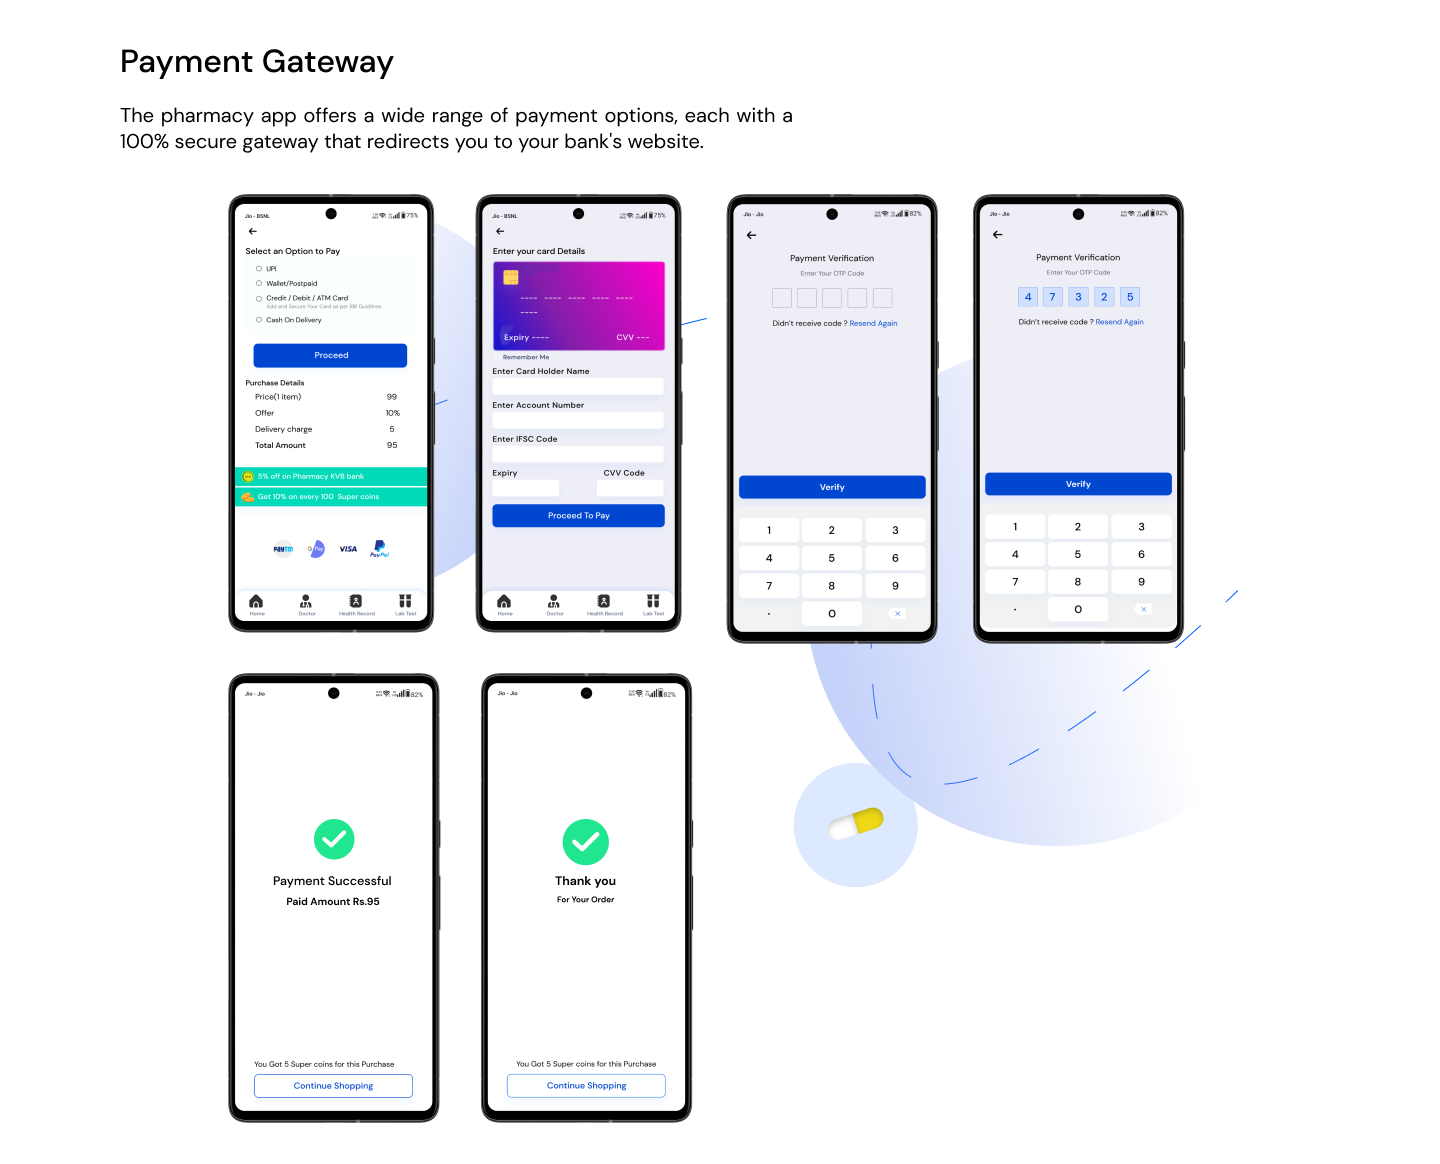 Payment Gateway
The pharmacy app offers a wide range of payment options, each with a
100% secure gateway that redirects you to your bank's website.
Jio - BSNL
75%
Select an Option to Pay
UPI
Wallet/Postpaid
Credit / Debit / ATM Card
Add and Secure Your Card as per RBI Guidlines
Cash On Delivery
Proceed
Purchase Details
Price(1 item) 99
Offer 10%
Delivery charge 5
Total Amount 95
5% off on Pharmacy KVB bank
Get 10% on every 100 Super coins
paytm G Pay VISA PayPal
Home Doctor Health Record Lab Test
Jio - BSNL
75%
Enter your card Details
---- ---- ---- ---- ----
----
Expiry ---- CVV ---
Remember Me
Enter Card Holder Name
Enter Account Number
Enter IFSC Code
Expiry CVV Code
Proceed To Pay
Home Doctor Health Record Lab Test
Jio - Jio
82%
Payment Verification
Enter Your OTP Code
Didn't receive code ? Resend Again
Verify
1 2 3
4 5 6
7 8 9
. 0 ×
Jio - Jio
82%
Payment Verification
Enter Your OTP Code
4 7 3 2 5
Didn't receive code ? Resend Again
Verify
1 2 3
4 5 6
7 8 9
. 0 ×
Jio - Jio
82%
Payment Successful
Paid Amount Rs.95
You Got 5 Super coins for this Purchase
Continue Shopping
Jio - Jio
82%
Thank you
For Your Order
You Got 5 Super coins for this Purchase
Continue Shopping